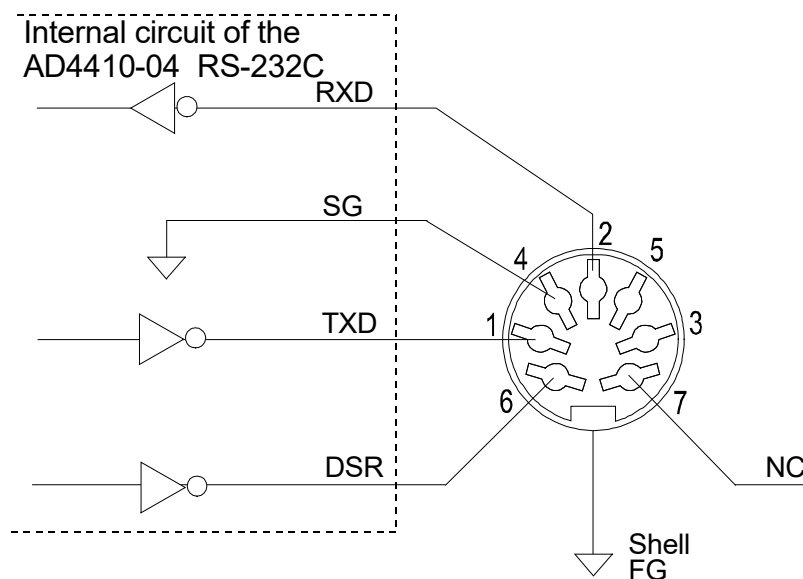 Internal circuit of the
AD4410-04 RS-232C
RXD
SG
2
4
5
TXD
1
3
6
7
DSR
NC
Shell
FG